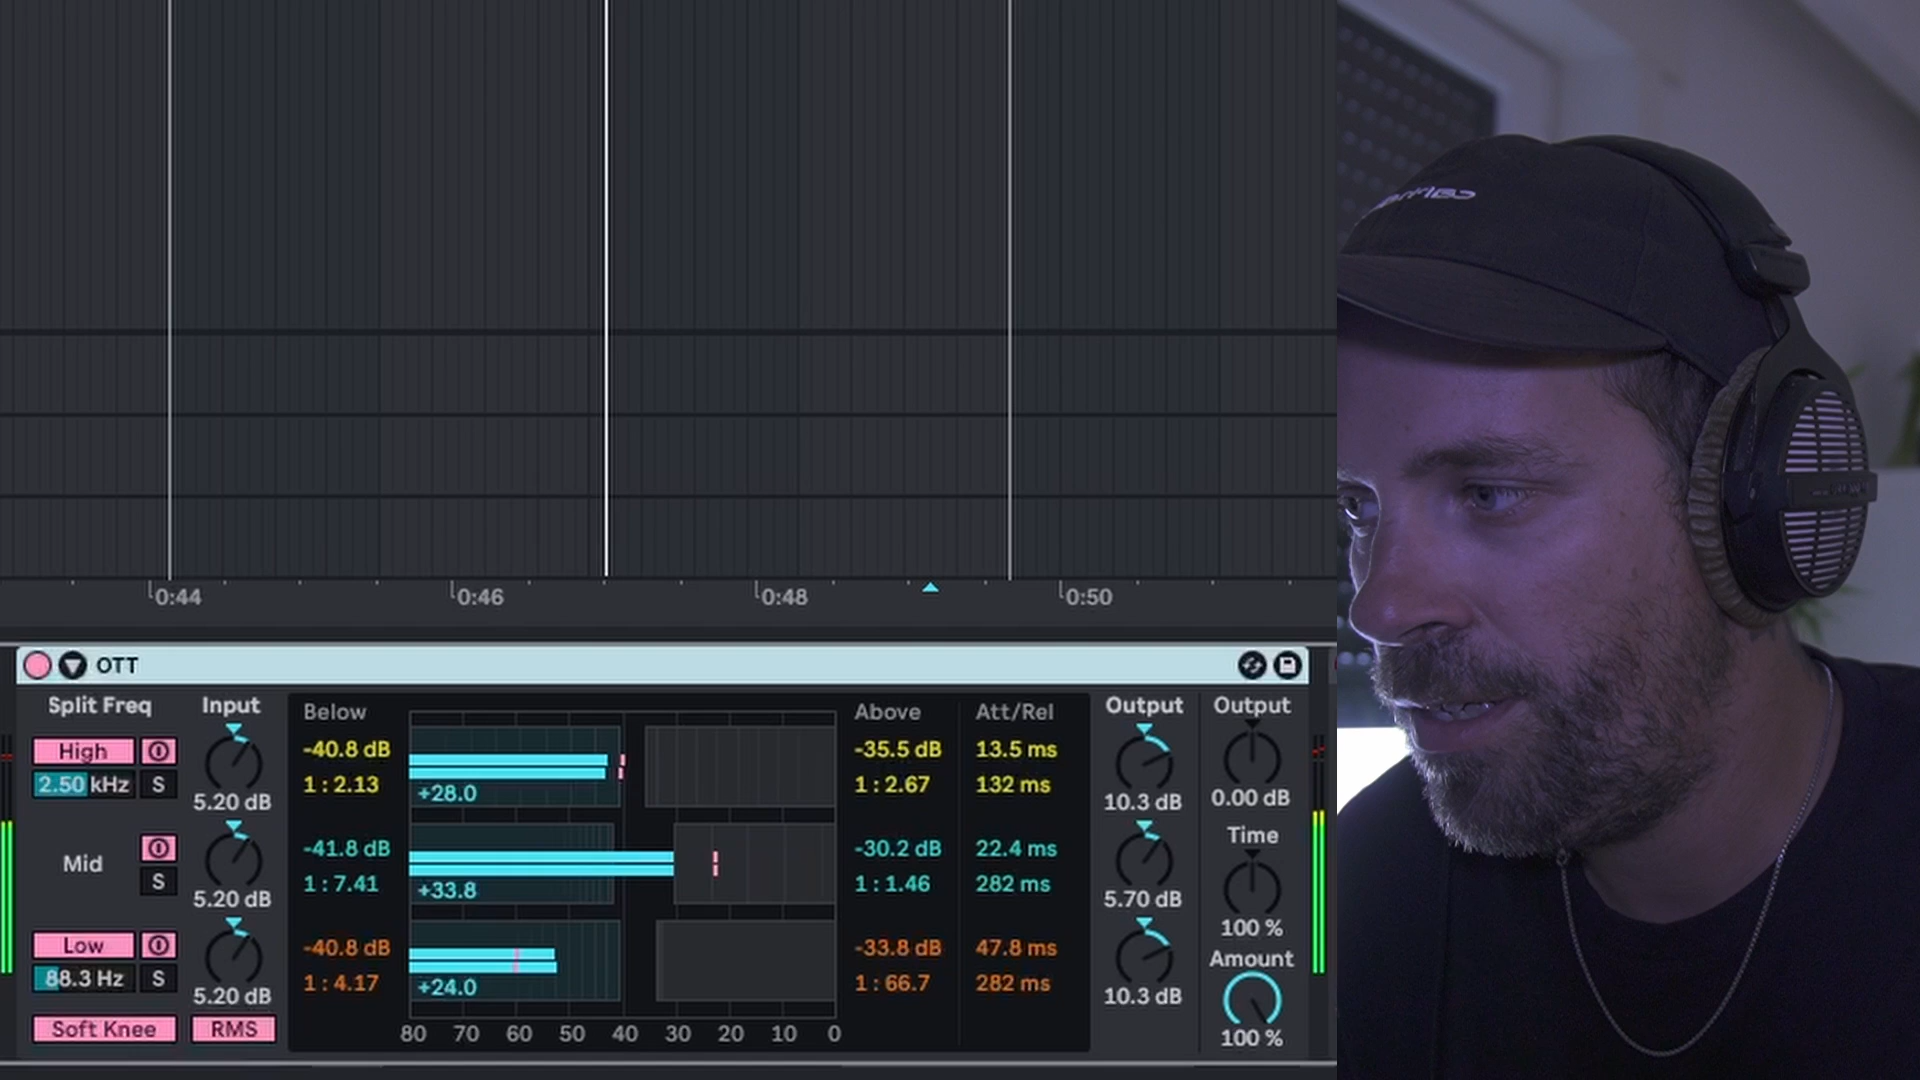 0:44 0:46 0:48 0:50
OTT
Split Freq Input Below Above Att/Rel Output Output
High -40.8 dB -35.5 dB 13.5 ms
2.50 kHz S 5.20 dB 1 : 2.13 +28.0 1 : 2.67 132 ms 10.3 dB 0.00 dB
Time
-41.8 dB -30.2 dB 22.4 ms
Mid S 5.20 dB 1 : 7.41 +33.8 1 : 1.46 282 ms 5.70 dB 100 %
Low -40.8 dB -33.8 dB 47.8 ms Amount
88.3 Hz S 5.20 dB 1 : 4.17 +24.0 1 : 66.7 282 ms 10.3 dB
Soft Knee RMS 80 70 60 50 40 30 20 10 0 100 %